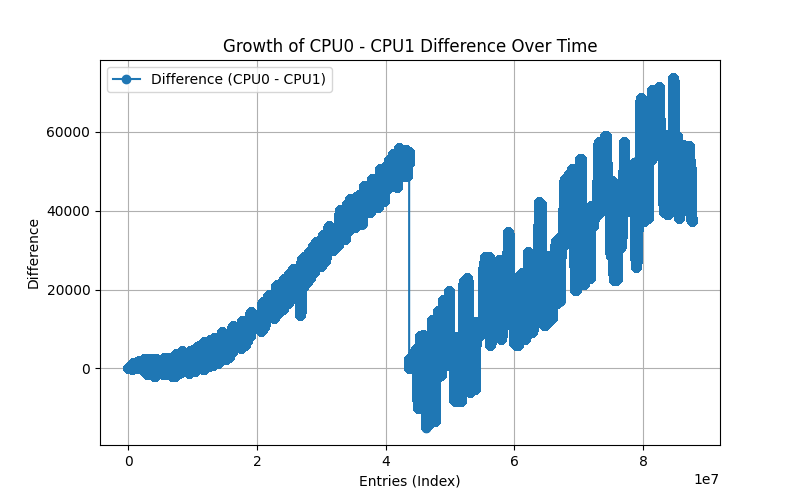 Growth of CPU0 - CPU1 Difference Over Time
Difference (CPU0 - CPU1)
60000
40000
20000
0
Difference
0 2 4 6 8
1e7
Entries (Index)